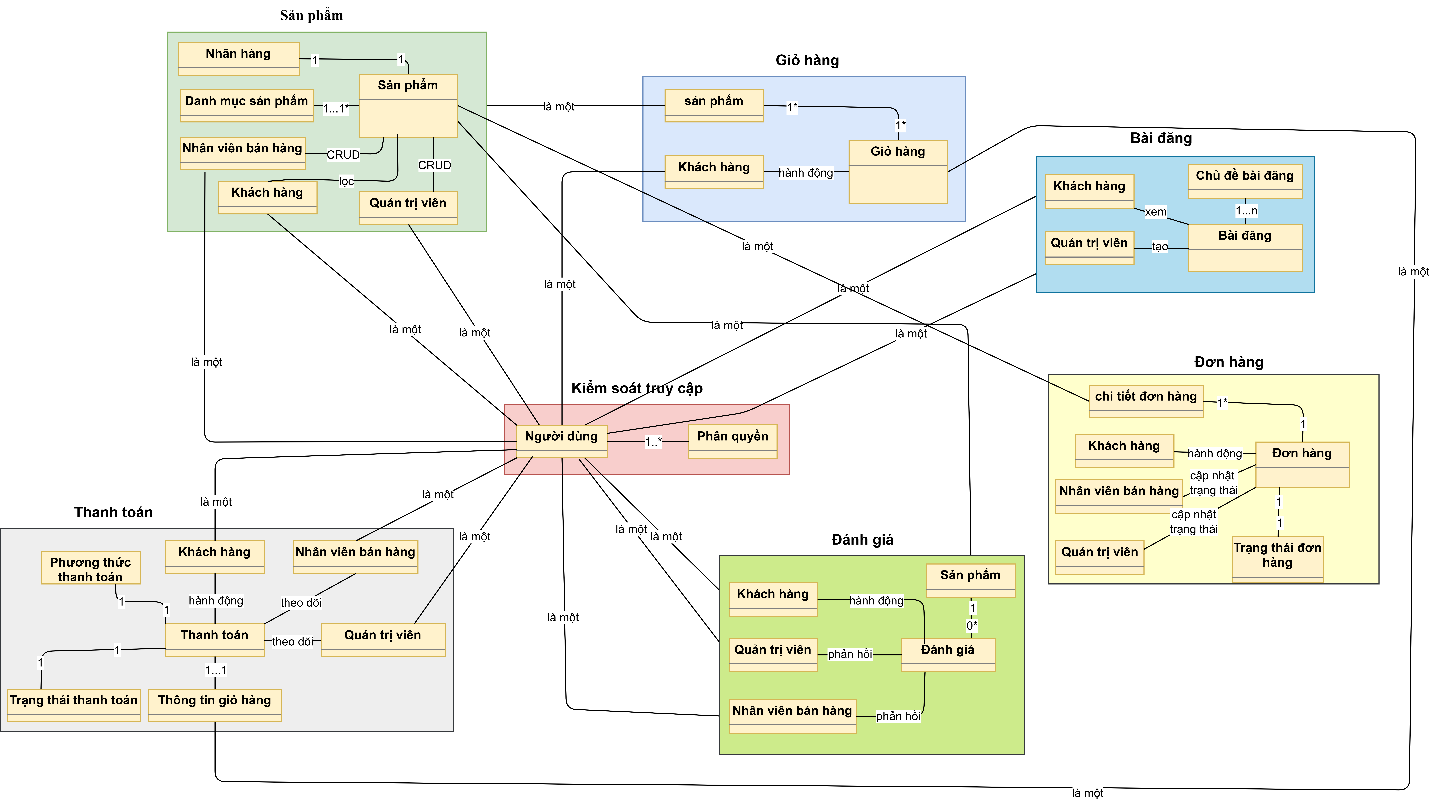 Sản phẩm
Nhãn hàng
1
1
Sản phẩm
Danh mục sản phẩm
1...1*
Nhân viên bán hàng
CRUD
CRUD
lọc
Khách hàng
Quản trị viên
là một
Giỏ hàng
sản phẩm
1*
1*
Giỏ hàng
Khách hàng
hành động
Bài đăng
Khách hàng
Chủ đề bài đăng
xem
1...n
Bài đăng
Quản trị viên
tạo
là một
là một
là một
là một
là một
là một
là một
là một
là một
là một
Kiểm soát truy cập
Người dùng
1..*
Phân quyền
Đơn hàng
chi tiết đơn hàng
1*
1
Khách hàng
hành động
Đơn hàng
Nhân viên bán hàng
cập nhật
trạng thái
cập nhật
trạng thái
1
1
Quản trị viên
Trạng thái đơn
hàng
Thanh toán
là một
là một
là một
là một
là một
là một
Phương thức
thanh toán
Khách hàng
Nhân viên bán hàng
1
1
hành động
theo dõi
Thanh toán
theo dõi
Quản trị viên
1
1
1...1
Trạng thái thanh toán
Thông tin giỏ hàng
Đánh giá
Sản phẩm
Khách hàng
hành động
1
0*
Quản trị viên
phản hồi
Đánh giá
Nhân viên bán hàng
phản hồi
là một